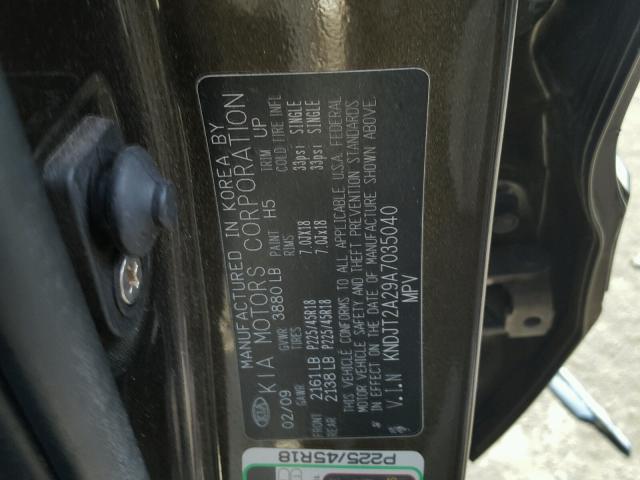 MANUFACTURED IN KOREA BY
KIA MOTORS CORPORATION
KIA
02/09 GVWR 3880 LB PAINT H5 TRIM UP
GAWR TIRES RIMS COLD TIRE INFL
FRONT 2161 LB P225/45R18 7.0JX18 33psi SINGLE
REAR 2138 LB P225/45R18 7.0JX18 33psi SINGLE
THIS VEHICLE CONFORMS TO ALL APPLICABLE U.S.A. FEDERAL
MOTOR VEHICLE SAFETY AND THEFT PREVENTION STANDARDS
IN EFFECT ON THE DATE OF MANUFACTURE SHOWN ABOVE.
V.I.N KNDJT2A29A7035040
MPV
P225/45R18